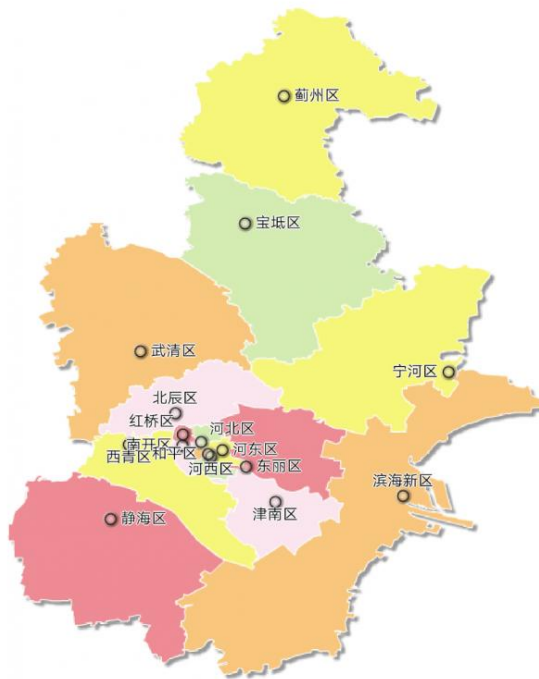 蓟州区
宝坻区
武清区
宁河区
北辰区
红桥区
河北区
南开区
和平区
河东区
西青区
河西区
东丽区
滨海新区
津南区
静海区